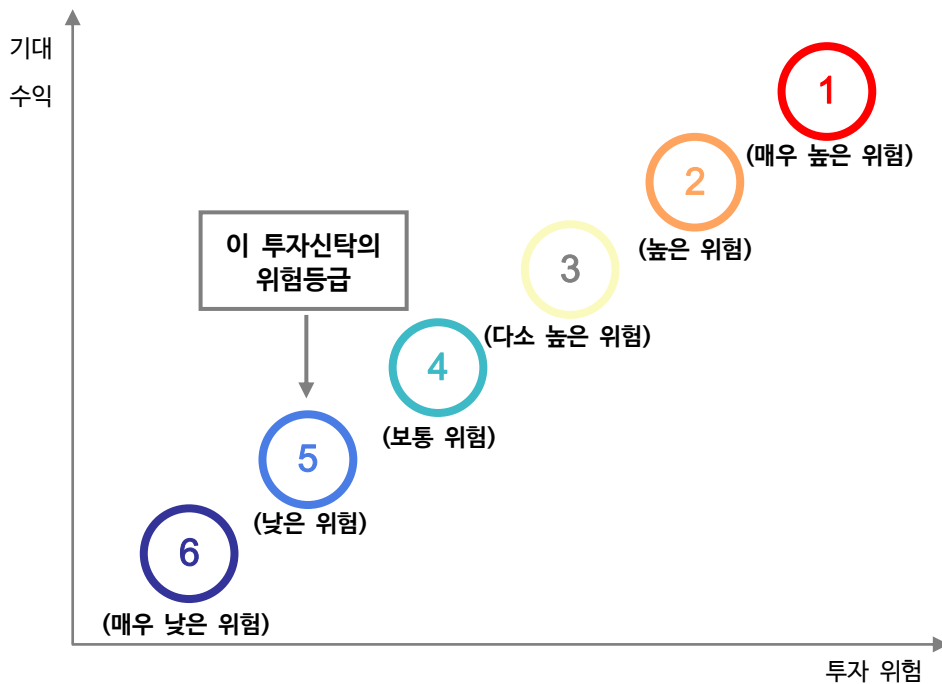 기대
수익
1
(매우 높은 위험)
2
(높은 위험)
이 투자신탁의
위험등급
3
(다소 높은 위험)
4
(보통 위험)
5
(낮은 위험)
6
(매우 낮은 위험)
투자 위험